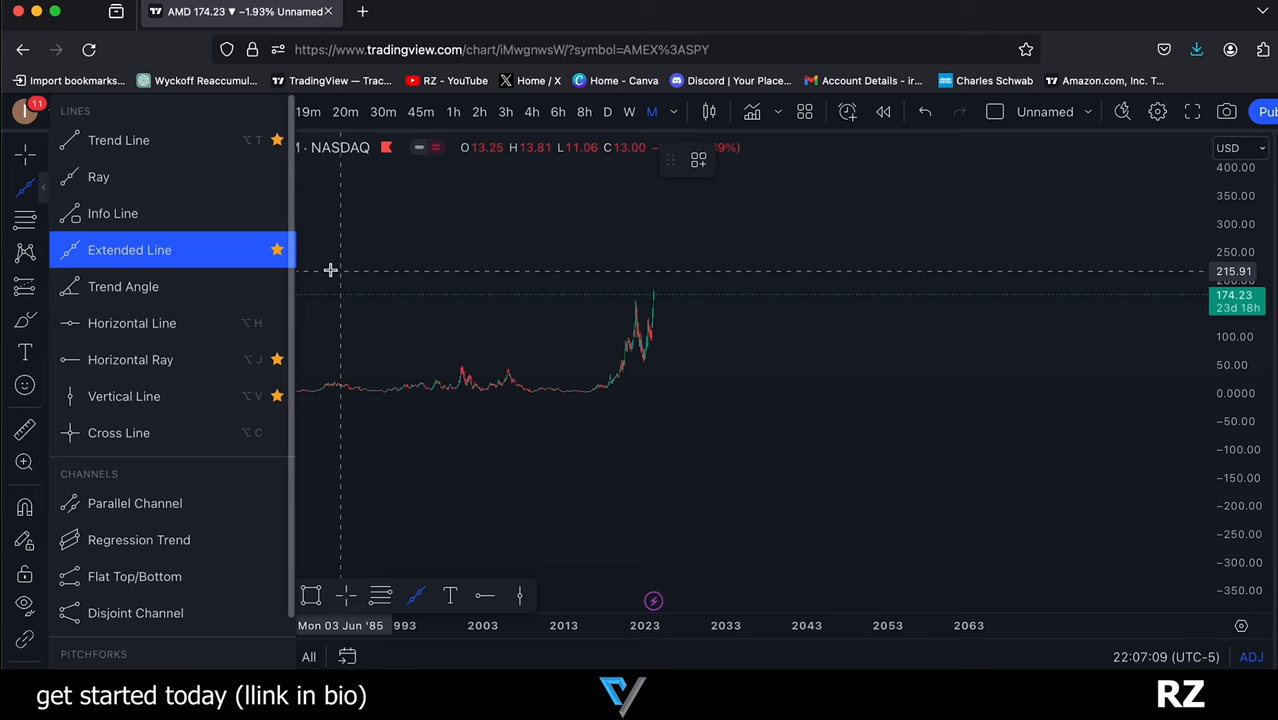 AMD 174.23 ▼ −1.93% Unnamed
https://www.tradingview.com/chart/iMwgnwsW/?symbol=AMEX%3ASPY
Import bookmarks... Wyckoff Reaccumul... TradingView — Trac... RZ - YouTube Home / X Home - Canva Discord | Your Place... Account Details - ir... Charles Schwab Amazon.com, Inc. T...
I 11 LINES 19m 20m 30m 45m 1h 2h 3h 4h 6h 8h D W M Unnamed Pub
Trend Line ⌥ T
M · NASDAQ O13.25 H13.81 L11.06 C13.00 USD
Ray
Info Line
Extended Line
Trend Angle
Horizontal Line ⌥ H
Horizontal Ray ⌥ J
Vertical Line ⌥ V
Cross Line ⌥ C
CHANNELS
Parallel Channel
Regression Trend
Flat Top/Bottom
Disjoint Channel
PITCHFORKS
400.00
350.00
300.00
250.00
215.91
200.00
174.23
23d 18h
100.00
50.00
0.0000
-50.00
-100.00
-150.00
-200.00
-250.00
-300.00
-350.00
Mon 03 Jun '85 993 2003 2013 2023 2033 2043 2053 2063
All 22:07:09 (UTC-5) ADJ
get started today (llink in bio) RZ